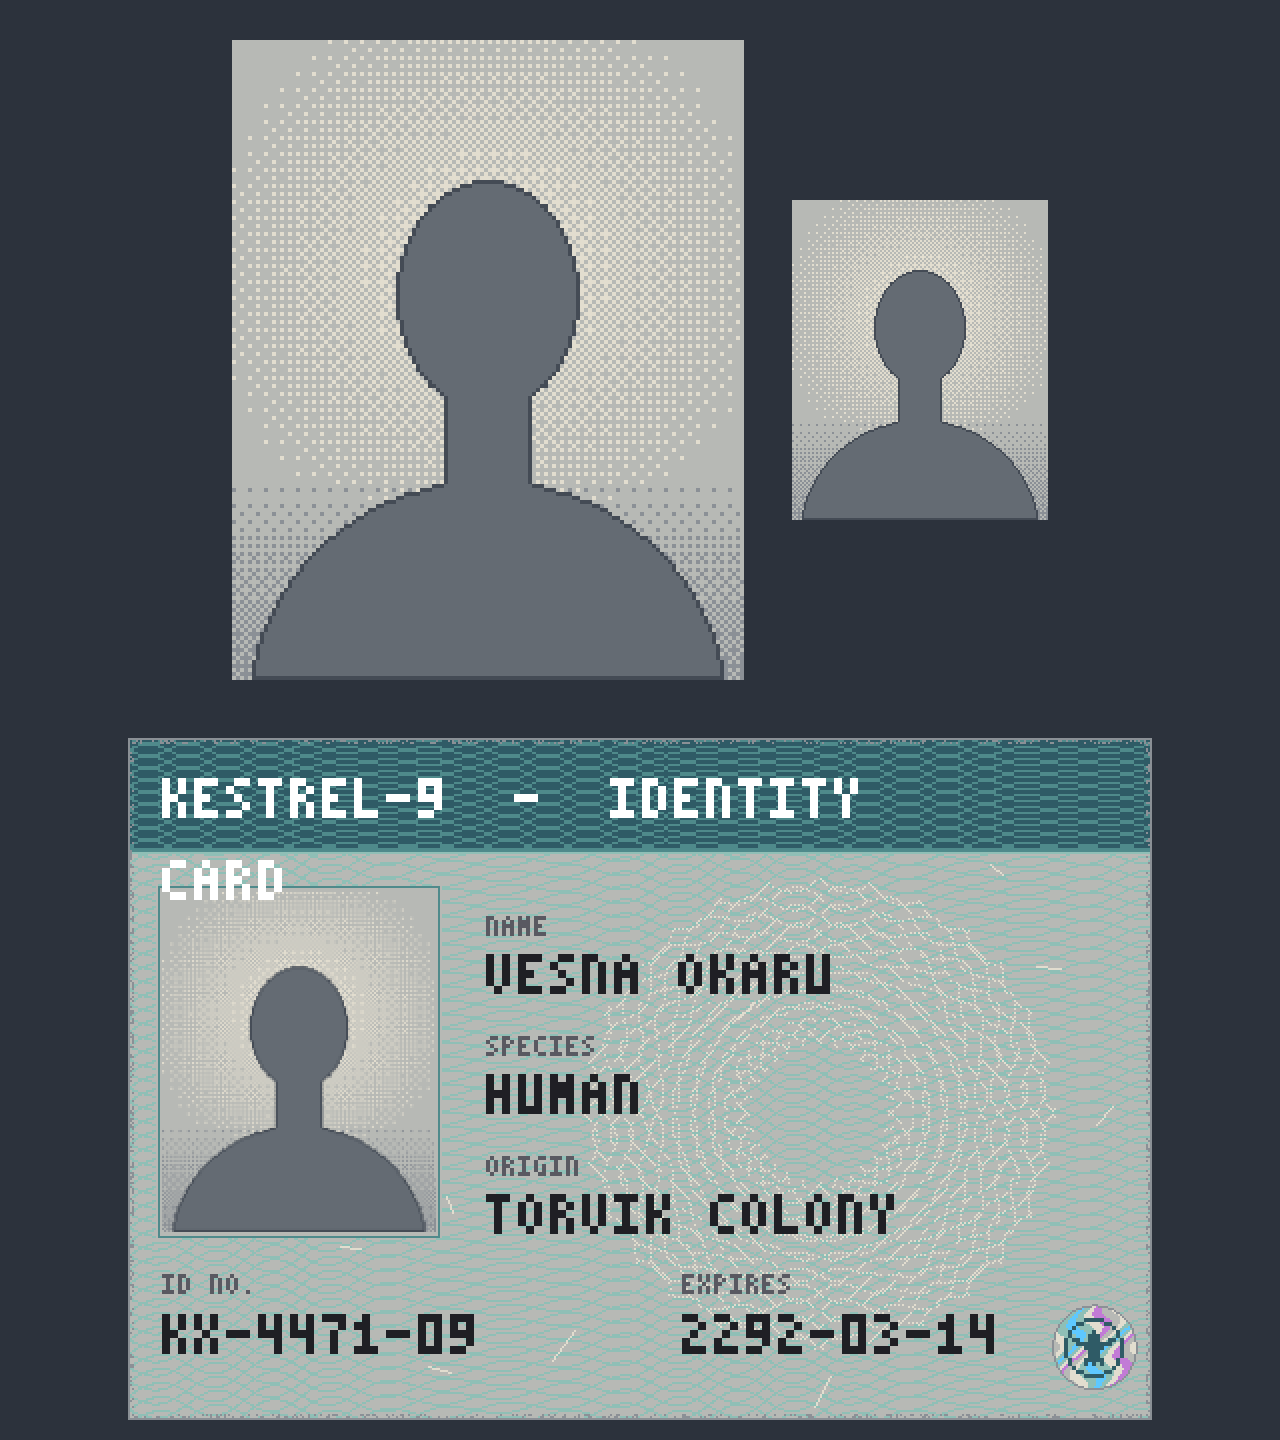 KESTREL-9 - IDENTITY
CARD
NAME
VESNA OKARU
SPECIES
HUMAN
ORIGIN
TORVIK COLONY
ID NO.
KX-4471-09
EXPIRES
2292-03-14